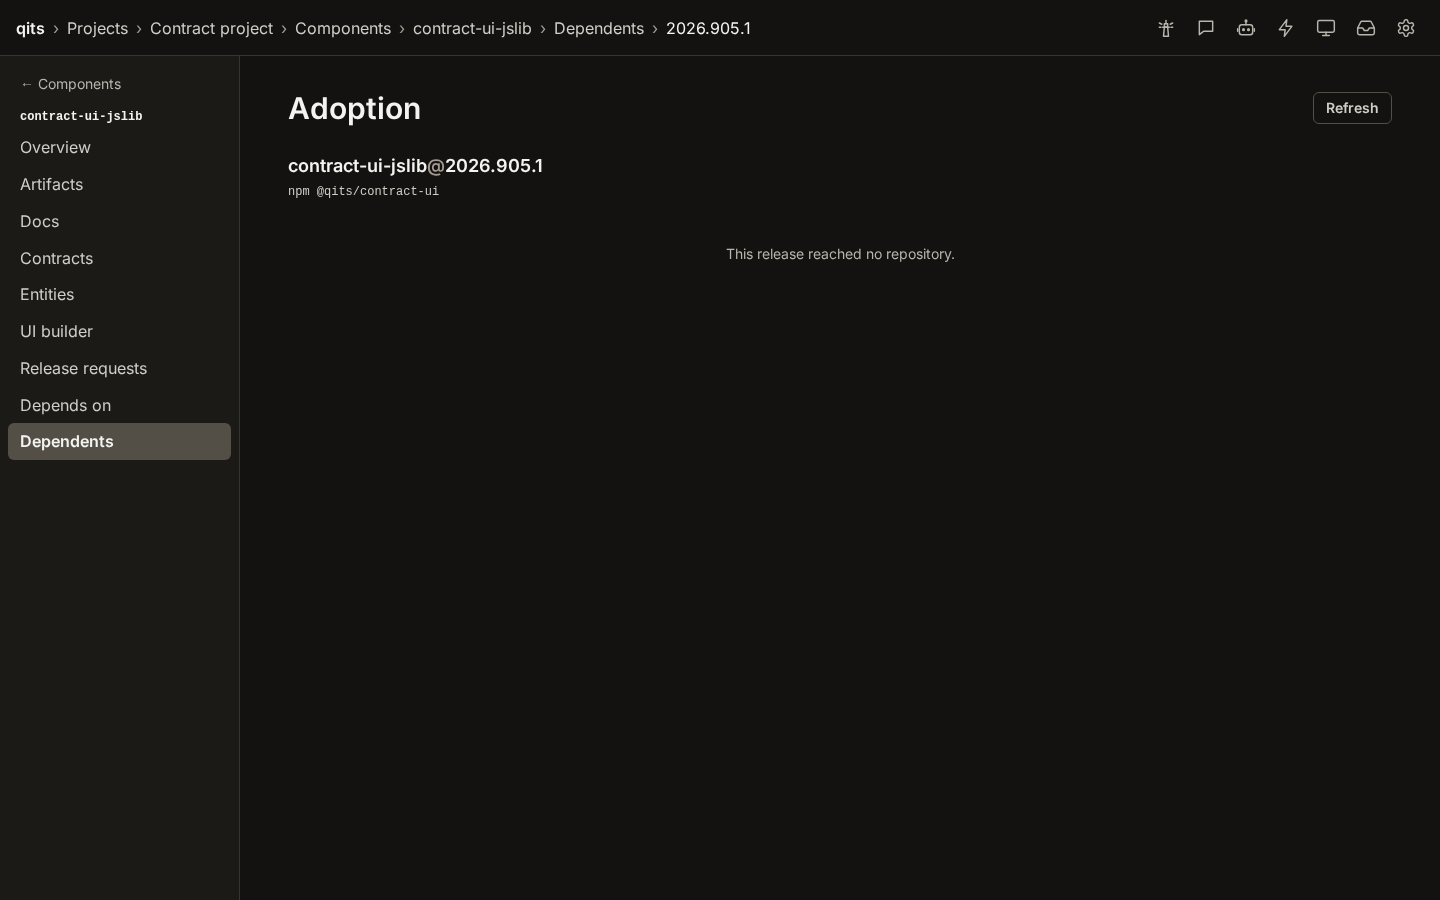 qits › Projects › Contract project › Components › contract-ui-jslib › Dependents › 2026.905.1
← Components
contract-ui-jslib
Overview
Artifacts
Docs
Contracts
Entities
UI builder
Release requests
Depends on
Dependents
Adoption
Refresh
contract-ui-jslib@2026.905.1
npm @qits/contract-ui
This release reached no repository.